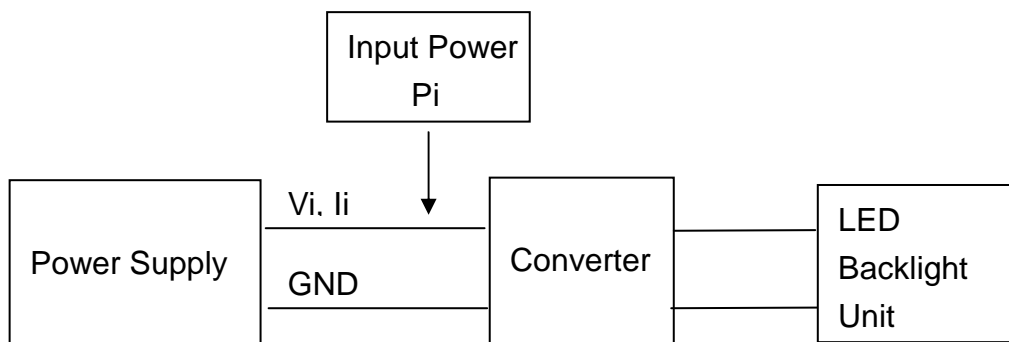 Input Power
Pi
Vi, Ii
Power Supply
GND
Converter
LED
Backlight
Unit